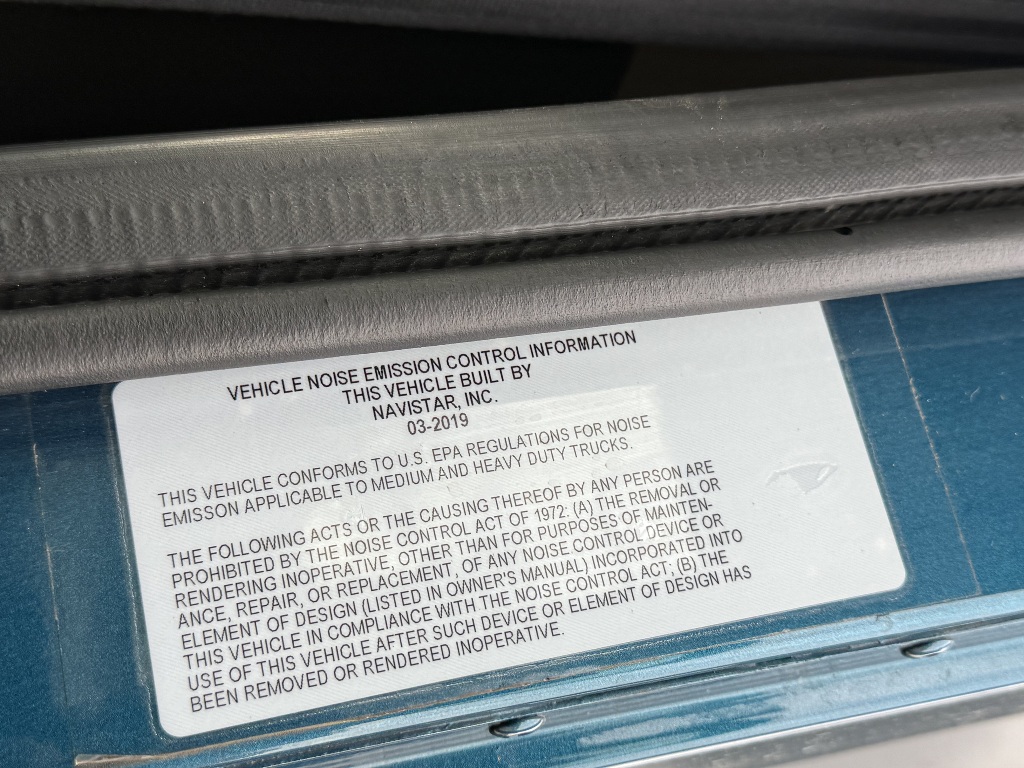 VEHICLE NOISE EMISSION CONTROL INFORMATION
THIS VEHICLE BUILT BY
NAVISTAR, INC.
03-2019
THIS VEHICLE CONFORMS TO U.S. EPA REGULATIONS FOR NOISE
EMISSON APPLICABLE TO MEDIUM AND HEAVY DUTY TRUCKS.
THE FOLLOWING ACTS OR THE CAUSING THEREOF BY ANY PERSON ARE
PROHIBITED BY THE NOISE CONTROL ACT OF 1972: (A) THE REMOVAL OR
RENDERING INOPERATIVE, OTHER THAN FOR PURPOSES OF MAINTEN-
ANCE, REPAIR, OR REPLACEMENT, OF ANY NOISE CONTROL DEVICE OR
ELEMENT OF DESIGN (LISTED IN OWNER'S MANUAL) INCORPORATED INTO
THIS VEHICLE IN COMPLIANCE WITH THE NOISE CONTROL ACT; (B) THE
USE OF THIS VEHICLE AFTER SUCH DEVICE OR ELEMENT OF DESIGN HAS
BEEN REMOVED OR RENDERED INOPERATIVE.